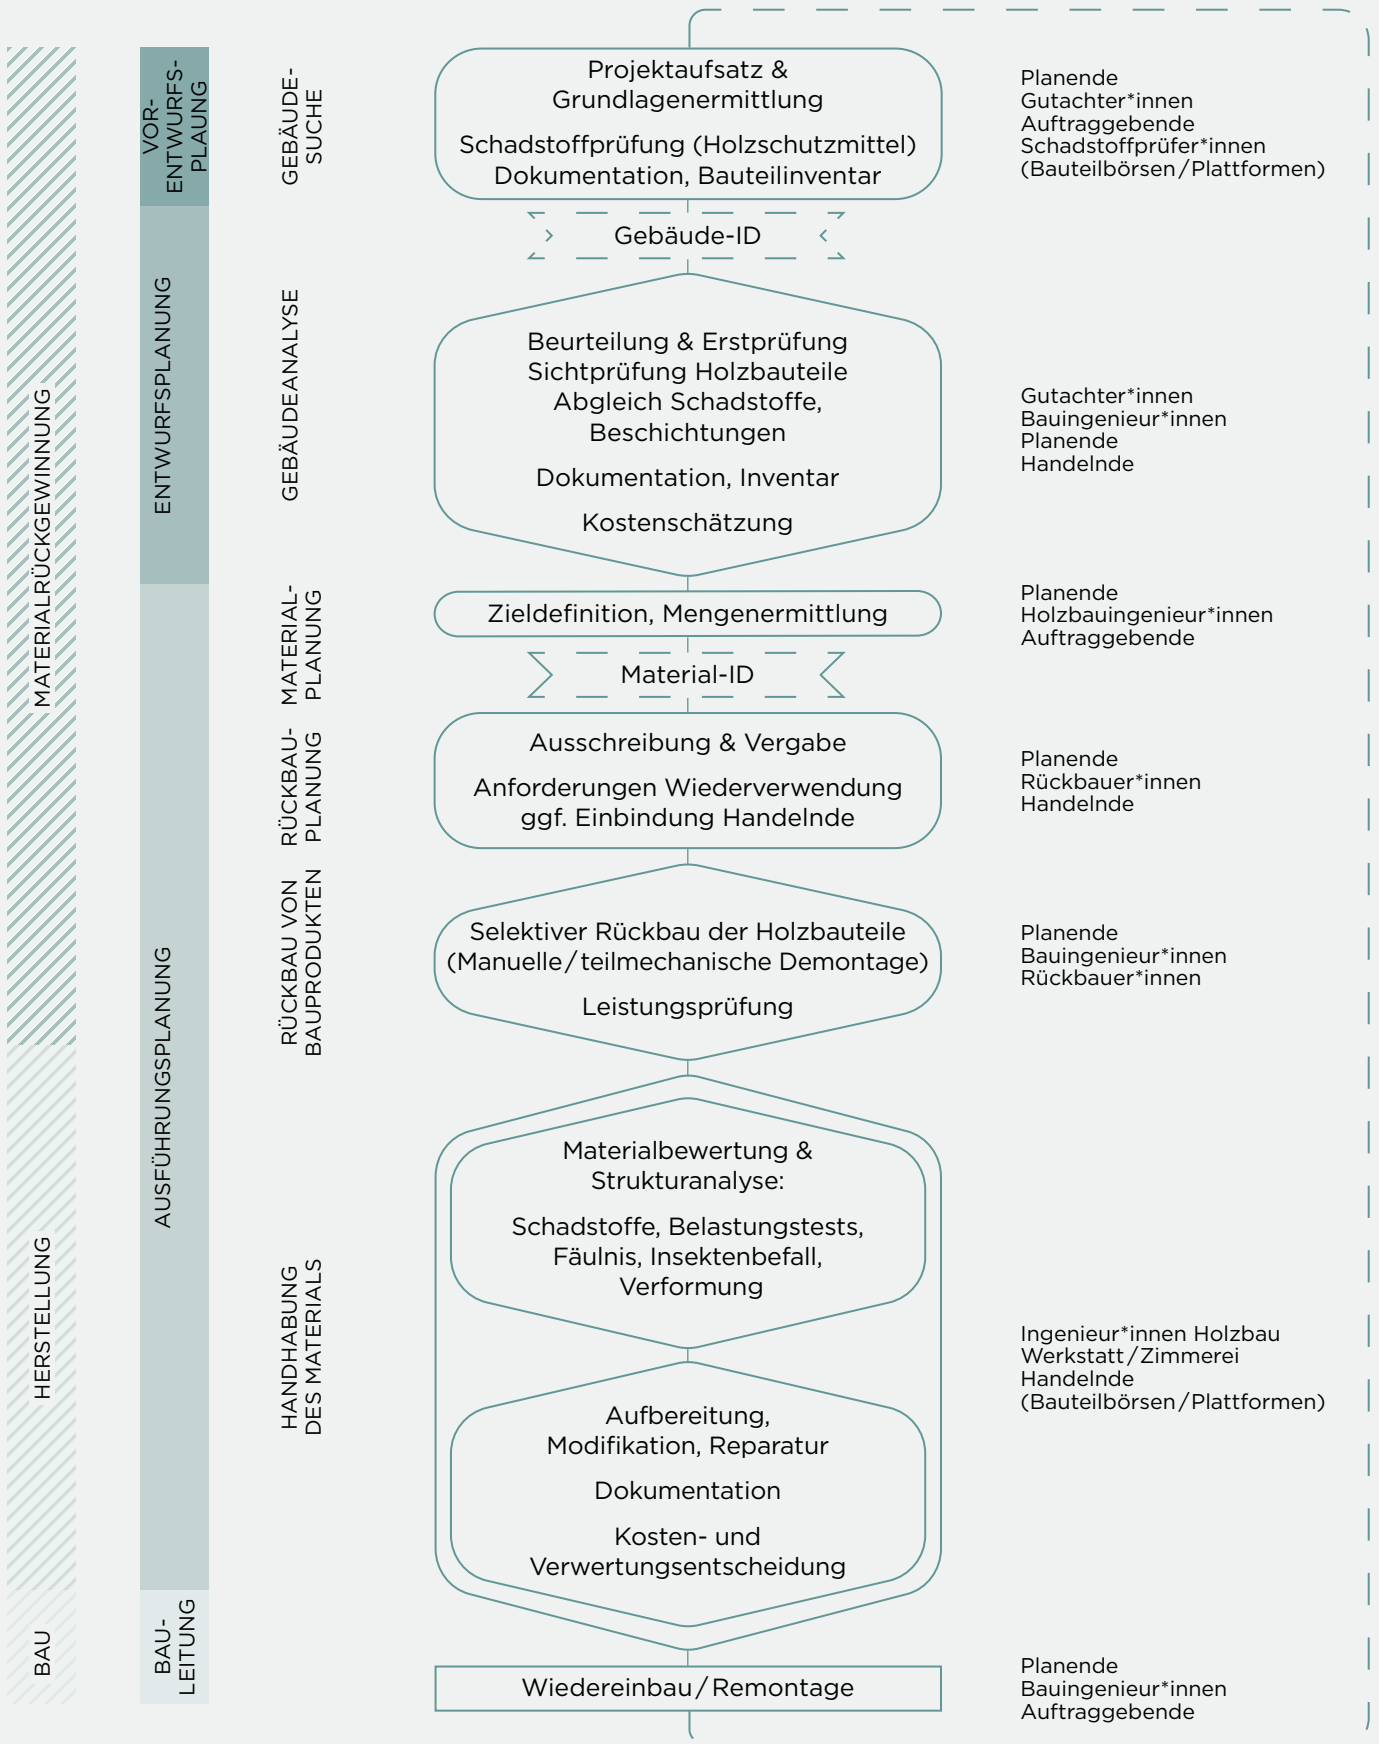 MATERIALRÜCKGEWINNUNG
HERSTELLUNG
BAU
VOR-
ENTWURFS-
PLAUNG
ENTWURFSPLANUNG
AUSFÜHRUNGSPLANUNG
BAU-
LEITUNG
GEBÄUDE-
SUCHE
Projektaufsatz &
Grundlagenermittlung
Schadstoffprüfung (Holzschutzmittel)
Dokumentation, Bauteilinventar
Planende
Gutachter*innen
Auftraggebende
Schadstoffprüfer*innen
(Bauteilbörsen/Plattformen)
Gebäude-ID
GEBÄUDEANALYSE
Beurteilung & Erstprüfung
Sichtprüfung Holzbauteile
Abgleich Schadstoffe,
Beschichtungen
Dokumentation, Inventar
Kostenschätzung
Gutachter*innen
Bauingenieur*innen
Planende
Handelnde
MATERIAL-
PLANUNG
Zieldefinition, Mengenermittlung
Planende
Holzbauingenieur*innen
Auftraggebende
Material-ID
RÜCKBAU-
PLANUNG
Ausschreibung & Vergabe
Anforderungen Wiederverwendung
ggf. Einbindung Handelnde
Planende
Rückbauer*innen
Handelnde
RÜCKBAU VON
BAUPRODUKTEN
Selektiver Rückbau der Holzbauteile
(Manuelle/teilmechanische Demontage)
Leistungsprüfung
Planende
Bauingenieur*innen
Rückbauer*innen
HANDHABUNG
DES MATERIALS
Materialbewertung &
Strukturanalyse:
Schadstoffe, Belastungstests,
Fäulnis, Insektenbefall,
Verformung
Aufbereitung,
Modifikation, Reparatur
Dokumentation
Kosten- und
Verwertungsentscheidung
Ingenieur*innen Holzbau
Werkstatt/Zimmerei
Handelnde
(Bauteilbörsen/Plattformen)
Wiedereinbau/Remontage
Planende
Bauingenieur*innen
Auftraggebende